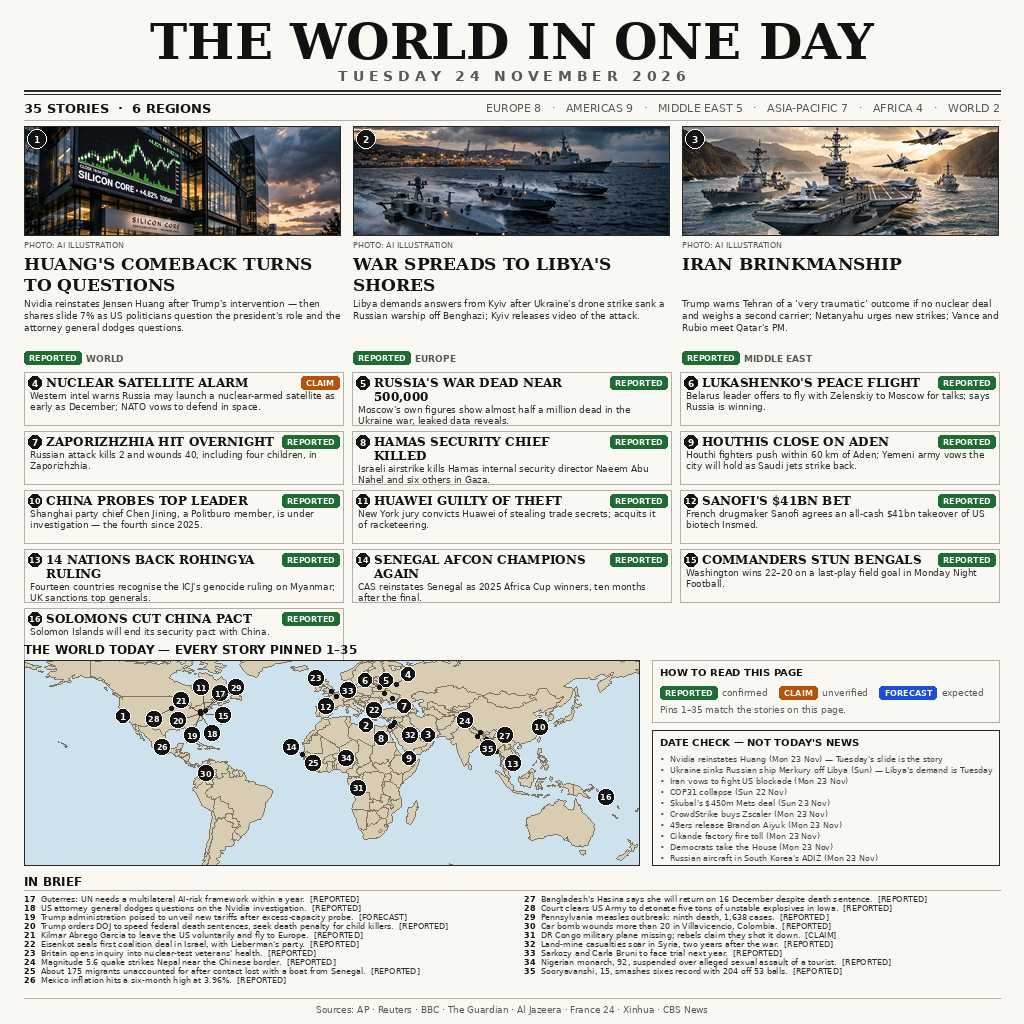 THE WORLD IN ONE DAY
TUESDAY 24 NOVEMBER 2026
35 STORIES · 6 REGIONS
EUROPE 8 · AMERICAS 9 · MIDDLE EAST 5 · ASIA-PACIFIC 7 · AFRICA 4 · WORLD 2
1
SILICON CORE · +4.82% TODAY
SILICON CORE
2
3
PHOTO: AI ILLUSTRATION
HUANG'S COMEBACK TURNS
TO QUESTIONS
Nvidia reinstates Jensen Huang after Trump's intervention — then
shares slide 7% as US politicians question the president's role and the
attorney general dodges questions.
REPORTED WORLD
PHOTO: AI ILLUSTRATION
WAR SPREADS TO LIBYA'S
SHORES
Libya demands answers from Kyiv after Ukraine's drone strike sank a
Russian warship off Benghazi; Kyiv releases video of the attack.
REPORTED EUROPE
PHOTO: AI ILLUSTRATION
IRAN BRINKMANSHIP
Trump warns Tehran of a ‘very traumatic’ outcome if no nuclear deal
and weighs a second carrier; Netanyahu urges new strikes; Vance and
Rubio meet Qatar's PM.
REPORTED MIDDLE EAST
4 NUCLEAR SATELLITE ALARM CLAIM
Western intel warns Russia may launch a nuclear-armed satellite as
early as December; NATO vows to defend in space.
5 RUSSIA'S WAR DEAD NEAR
500,000 REPORTED
Moscow's own figures show almost half a million dead in the
Ukraine war, leaked data reveals.
6 LUKASHENKO'S PEACE FLIGHT REPORTED
Belarus leader offers to fly with Zelenskiy to Moscow for talks; says
Russia is winning.
7 ZAPORIZHZHIA HIT OVERNIGHT REPORTED
Russian attack kills 2 and wounds 40, including four children, in
Zaporizhzhia.
8 HAMAS SECURITY CHIEF
KILLED REPORTED
Israeli airstrike kills Hamas internal security director Naeem Abu
Nahel and six others in Gaza.
9 HOUTHIS CLOSE ON ADEN REPORTED
Houthi fighters push within 60 km of Aden; Yemeni army vows the
city will hold as Saudi jets strike back.
10 CHINA PROBES TOP LEADER REPORTED
Shanghai party chief Chen Jining, a Politburo member, is under
investigation — the fourth since 2025.
11 HUAWEI GUILTY OF THEFT REPORTED
New York jury convicts Huawei of stealing trade secrets; acquits it
of racketeering.
12 SANOFI'S $41BN BET REPORTED
French drugmaker Sanofi agrees an all-cash $41bn takeover of US
biotech Insmed.
13 14 NATIONS BACK ROHINGYA
RULING REPORTED
Fourteen countries recognise the ICJ's genocide ruling on Myanmar;
UK sanctions top generals.
14 SENEGAL AFCON CHAMPIONS
AGAIN REPORTED
CAS reinstates Senegal as 2025 Africa Cup winners, ten months
after the final.
15 COMMANDERS STUN BENGALS REPORTED
Washington wins 22–20 on a last-play field goal in Monday Night
Football.
16 SOLOMONS CUT CHINA PACT REPORTED
Solomon Islands will end its security pact with China.
THE WORLD TODAY — EVERY STORY PINNED 1–35
1 28 21 11 17 29 20 15 19 18 26 30 23 33 6 5 4 12 22 7 2 8 32 3 9 14 25 34 31 24 35 27 13 10 16
HOW TO READ THIS PAGE
REPORTED confirmed CLAIM unverified FORECAST expected
Pins 1–35 match the stories on this page.
DATE CHECK — NOT TODAY'S NEWS
• Nvidia reinstates Huang (Mon 23 Nov) — Tuesday's slide is the story
• Ukraine sinks Russian ship Merkury off Libya (Sun) — Libya's demand is Tuesday
• Iran vows to fight US blockade (Mon 23 Nov)
• COP31 collapse (Sun 22 Nov)
• Skubal's $450m Mets deal (Sun 23 Nov)
• CrowdStrike buys Zscaler (Mon 23 Nov)
• 49ers release Brandon Aiyuk (Mon 23 Nov)
• Cikande factory fire toll (Mon 23 Nov)
• Democrats take the House (Mon 23 Nov)
• Russian aircraft in South Korea's ADIZ (Mon 23 Nov)
IN BRIEF
17 Guterres: UN needs a multilateral AI-risk framework within a year. [REPORTED]
18 US attorney general dodges questions on the Nvidia investigation. [REPORTED]
19 Trump administration poised to unveil new tariffs after excess-capacity probe. [FORECAST]
20 Trump orders DOJ to speed federal death sentences, seek death penalty for child killers. [REPORTED]
21 Kilmar Abrego Garcia to leave the US voluntarily and fly to Europe. [REPORTED]
22 Eisenkot seals first coalition deal in Israel, with Lieberman's party. [REPORTED]
23 Britain opens inquiry into nuclear-test veterans' health. [REPORTED]
24 Magnitude 5.6 quake strikes Nepal near the Chinese border. [REPORTED]
25 About 175 migrants unaccounted for after contact lost with a boat from Senegal. [REPORTED]
26 Mexico inflation hits a six-month high at 3.96%. [REPORTED]
27 Bangladesh's Hasina says she will return on 16 December despite death sentence. [REPORTED]
28 Court clears US Army to detonate five tons of unstable explosives in Iowa. [REPORTED]
29 Pennsylvania measles outbreak: ninth death, 1,638 cases. [REPORTED]
30 Car bomb wounds more than 20 in Villavicencio, Colombia. [REPORTED]
31 DR Congo military plane missing; rebels claim they shot it down. [CLAIM]
32 Land-mine casualties soar in Syria, two years after the war. [REPORTED]
33 Sarkozy and Carla Bruni to face trial next year. [REPORTED]
34 Nigerian monarch, 92, suspended over alleged sexual assault of a tourist. [REPORTED]
35 Sooryavanshi, 15, smashes sixes record with 204 off 53 balls. [REPORTED]
Sources: AP · Reuters · BBC · The Guardian · Al Jazeera · France 24 · Xinhua · CBS News